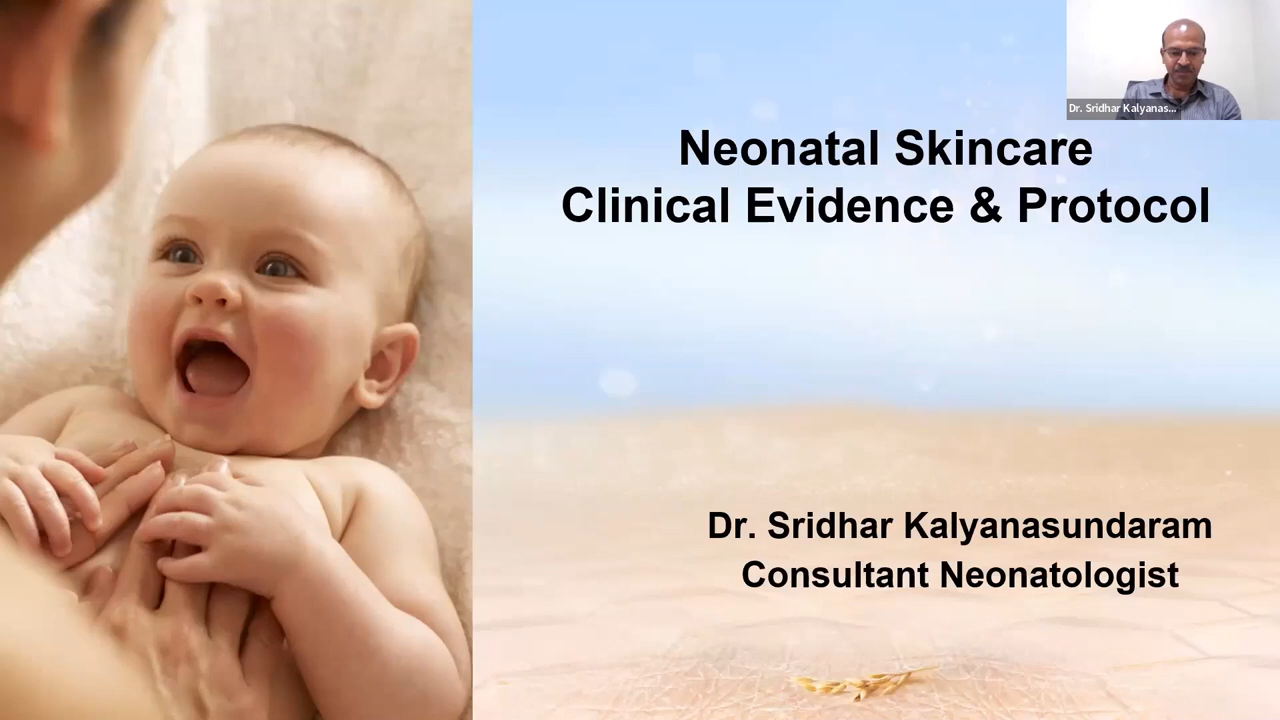 Dr. Sridhar Kalyanas...
Neonatal Skincare
Clinical Evidence & Protocol
Dr. Sridhar Kalyanasundaram
Consultant Neonatologist